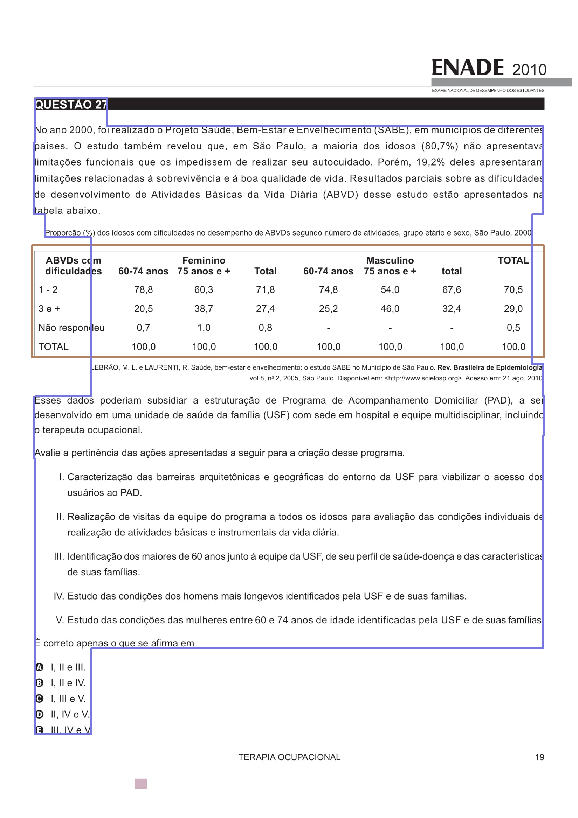 ENADE 2010
EXAME NACIONAL DE DESEMPENHO DOS ESTUDANTES
QUESTÃO 27
No ano 2000, foi realizado o Projeto Saúde, Bem-Estar e Envelhecimento (SABE), em municípios de diferentes
países. O estudo também revelou que, em São Paulo, a maioria dos idosos (80,7%) não apresentava
limitações funcionais que os impedissem de realizar seu autocuidado. Porém, 19,2% deles apresentaram
limitações relacionadas à sobrevivência e à boa qualidade de vida. Resultados parciais sobre as dificuldades
de desenvolvimento de Atividades Básicas da Vida Diária (ABVD) desse estudo estão apresentados na
tabela abaixo.
Proporção (%) dos idosos com dificuldades no desempenho de ABVDs segundo número de atividades, grupo etário e sexo, São Paulo, 2000
ABVDs com Feminino Masculino TOTAL
dificuldades 60-74 anos 75 anos e + Total 60-74 anos 75 anos e + total
1 - 2 78,8 60,3 71,8 74,8 54,0 67,6 70,5
3 e + 20,5 38,7 27,4 25,2 46,0 32,4 29,0
Não respondeu 0,7 1,0 0,8 - - - 0,5
TOTAL 100,0 100,0 100,0 100,0 100,0 100,0 100,0
LEBRÃO, M. L. e LAURENTI, R. Saúde, bem-estar e envelhecimento: o estudo SABE no Município de São Paulo. Rev. Brasileira de Epidemiologia
vol 8, nº 2, 2005, São Paulo. Disponível em: <http://www.scielosp.org>. Acesso em: 21 ago. 2010.
Esses dados poderiam subsidiar a estruturação de Programa de Acompanhamento Domiciliar (PAD), a ser
desenvolvido em uma unidade de saúde da família (USF) com sede em hospital e equipe multidisciplinar, incluindo
o terapeuta ocupacional.
Avalie a pertinência das ações apresentadas a seguir para a criação desse programa.
I. Caracterização das barreiras arquitetônicas e geográficas do entorno da USF para viabilizar o acesso dos
usuários ao PAD.
II. Realização de visitas da equipe do programa a todos os idosos para avaliação das condições individuais de
realização de atividades básicas e instrumentais da vida diária.
III. Identificação dos maiores de 60 anos junto à equipe da USF, de seu perfil de saúde-doença e das características
de suas famílias.
IV. Estudo das condições dos homens mais longevos identificados pela USF e de suas famílias.
V. Estudo das condições das mulheres entre 60 e 74 anos de idade identificadas pela USF e de suas famílias.
É correto apenas o que se afirma em
A I, II e III.
B I, II e IV.
C I, III e V.
D II, IV e V.
E III, IV e V.
TERAPIA OCUPACIONAL 19